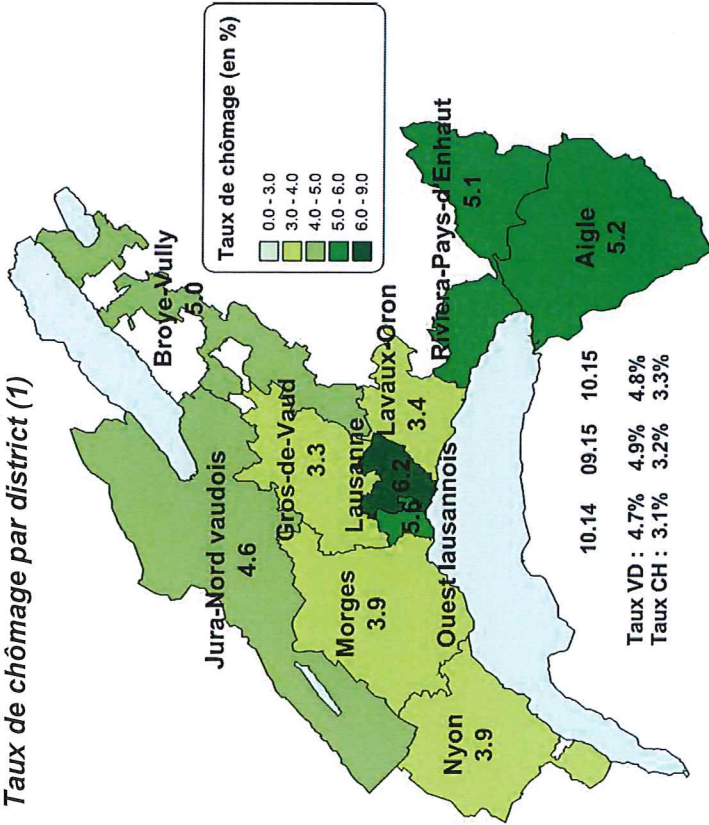 Taux de chômage par district (1)
Broye-Vully
5.0
Jura-Nord vaudois
4.6
Gros-de-Vaud
3.3
Lausanne
6.2
5.6
Ouest lausannois
Lavaux-Oron
3.4
Morges
3.9
Nyon
3.9
Riviera-Pays-d'Enhaut
5.1
Aigle
5.2
Taux de chômage (en %)
0.0 - 3.0
3.0 - 4.0
4.0 - 5.0
5.0 - 6.0
6.0 - 9.0
10.14 09.15 10.15
Taux VD : 4.7% 4.9% 4.8%
Taux CH : 3.1% 3.2% 3.3%